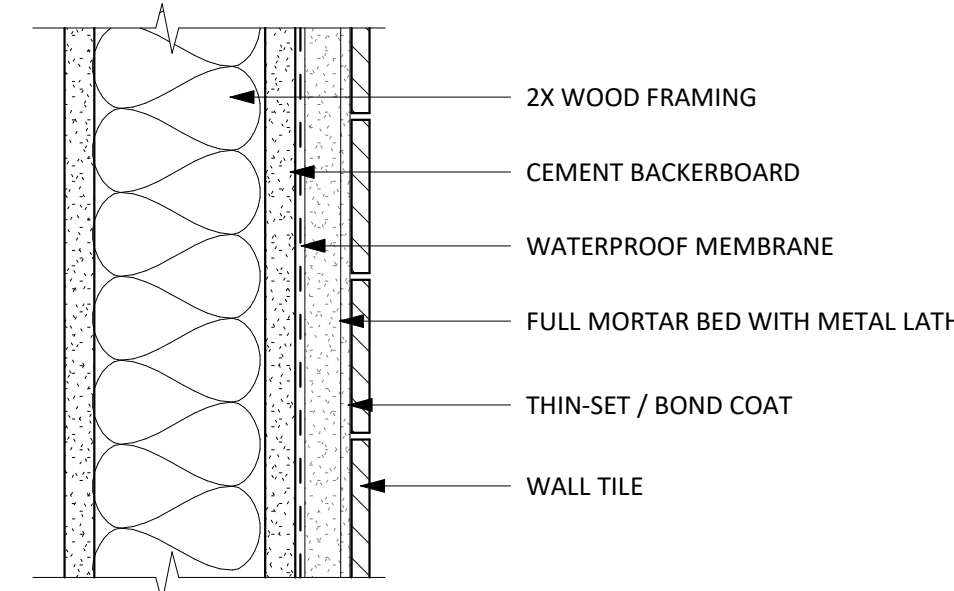 2X WOOD FRAMING
CEMENT BACKERBOARD
WATERPROOF MEMBRANE
FULL MORTAR BED WITH METAL LATH
THIN-SET / BOND COAT
WALL TILE